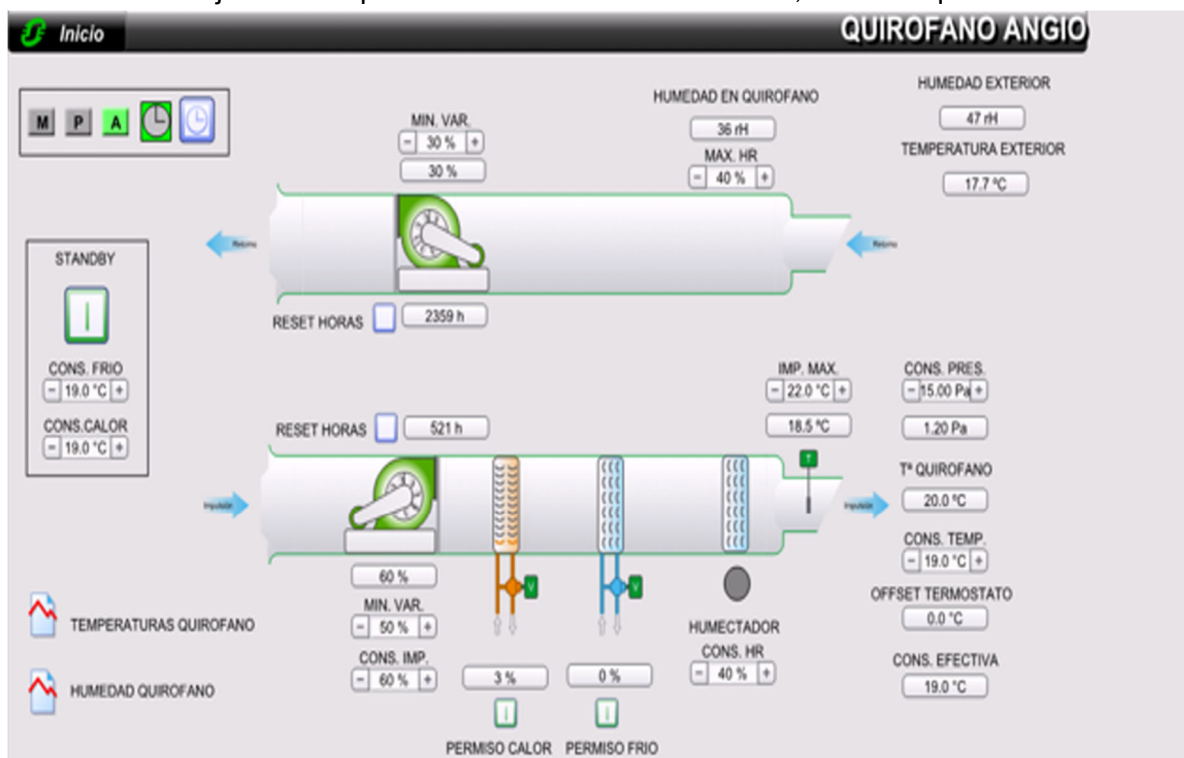 Inicio
QUIROFANO ANGIO
M P A
MIN. VAR.
- 30 % +
30 %
HUMEDAD EN QUIROFANO
36 rH
MAX. HR
- 40 % +
HUMEDAD EXTERIOR
47 rH
TEMPERATURA EXTERIOR
17.7 ºC
Retorno
Retorno
STANDBY
CONS. FRIO
- 19.0 °C +
CONS.CALOR
- 19.0 °C +
RESET HORAS
2359 h
RESET HORAS
521 h
IMP. MAX.
- 22.0 °C +
18.5 ºC
CONS. PRES.
- 15.00 Pa +
1.20 Pa
Tª QUIROFANO
20.0 °C
CONS. TEMP.
- 19.0 °C +
OFFSET TERMOSTATO
0.0 °C
CONS. EFECTIVA
19.0 °C
Impulsión
T
Impulsión
60 %
MIN. VAR.
- 50 % +
CONS. IMP.
- 60 % +
V
V
3 %
0 %
PERMISO CALOR
PERMISO FRIO
HUMECTADOR
CONS. HR
- 40 % +
TEMPERATURAS QUIROFANO
HUMEDAD QUIROFANO